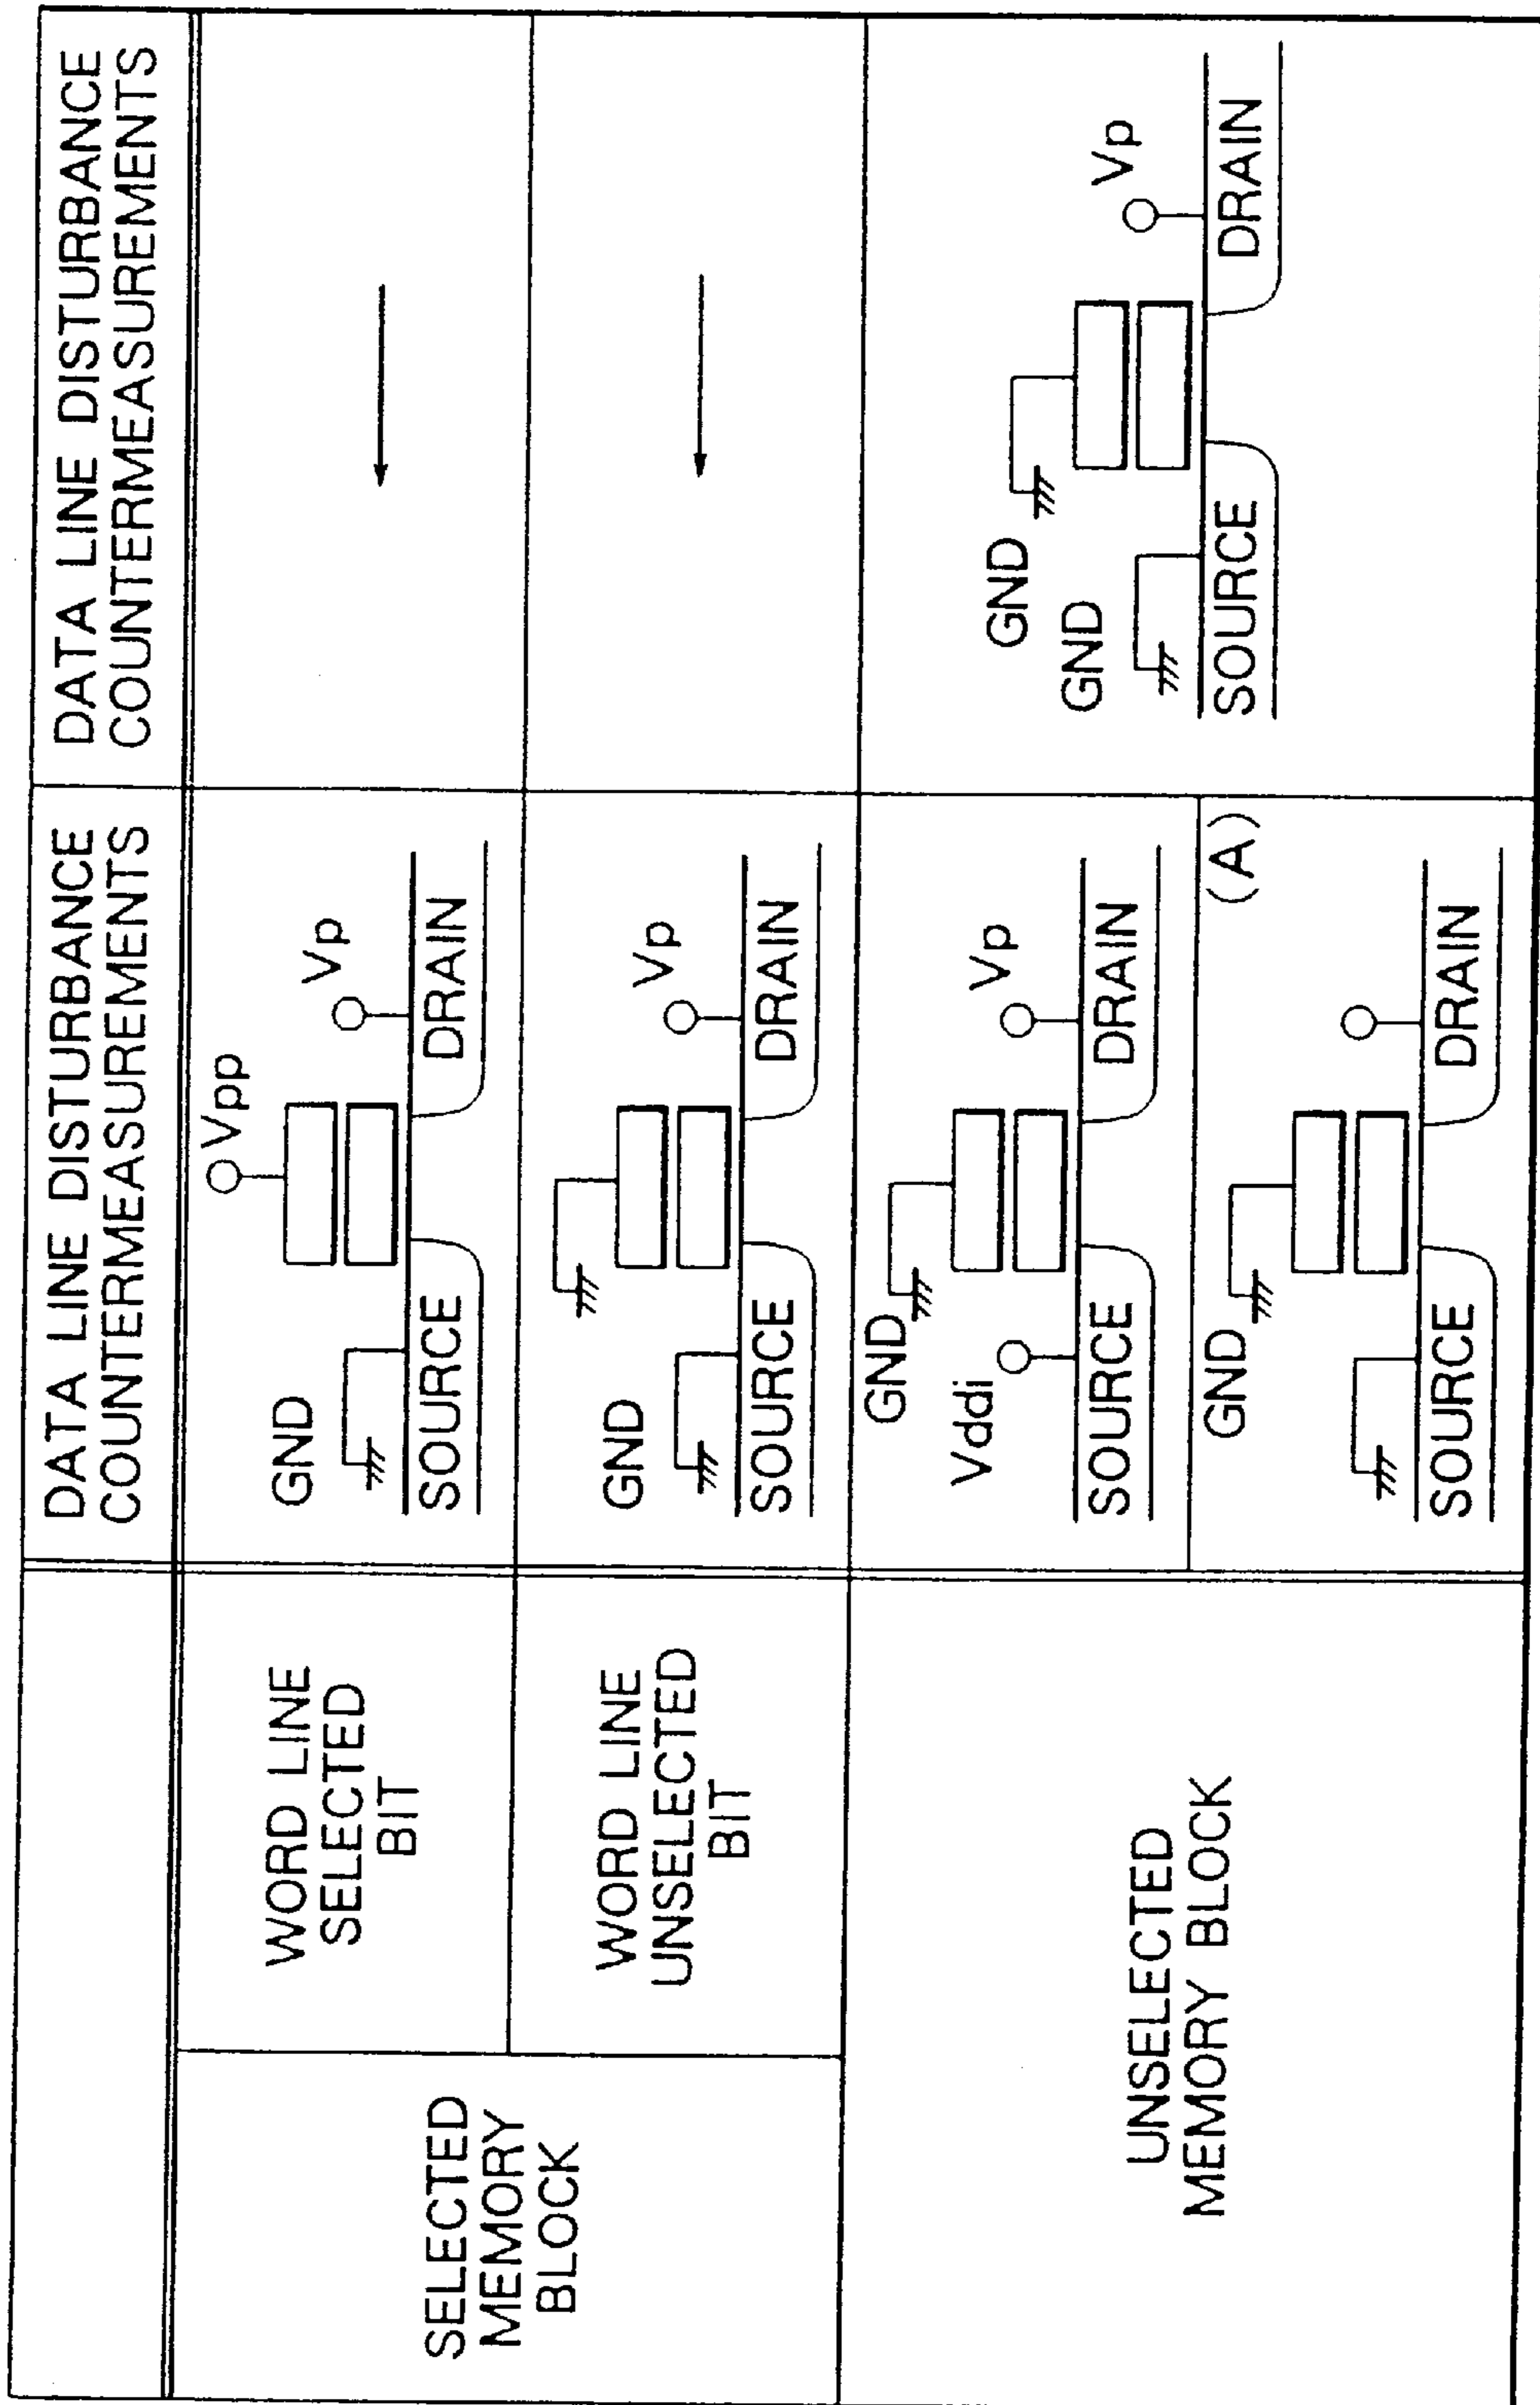 DATA LINE DISTURBANCE
COUNTERMEASUREMENTS
DATA LINE DISTURBANCE
COUNTERMEASUREMENTS
SELECTED
MEMORY
BLOCK
WORD LINE
SELECTED
BIT
Vpp
GND
Vp
SOURCE
DRAIN
WORD LINE
UNSELECTED
BIT
GND
Vp
SOURCE
DRAIN
UNSELECTED
MEMORY BLOCK
GND
Vddi
Vp
SOURCE
DRAIN
(A)
GND
SOURCE
DRAIN
GND
GND
Vp
SOURCE
DRAIN